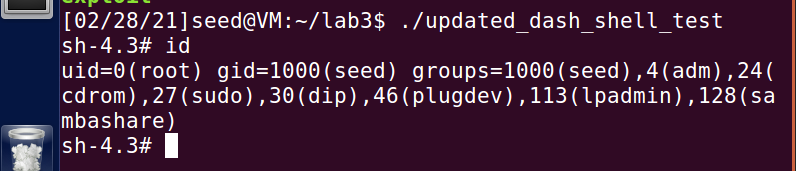 exploit
[02/28/21]seed@VM:~/lab3$ ./updated_dash_shell_test
sh-4.3# id
uid=0(root) gid=1000(seed) groups=1000(seed),4(adm),24(
cdrom),27(sudo),30(dip),46(plugdev),113(lpadmin),128(sa
mbashare)
sh-4.3#